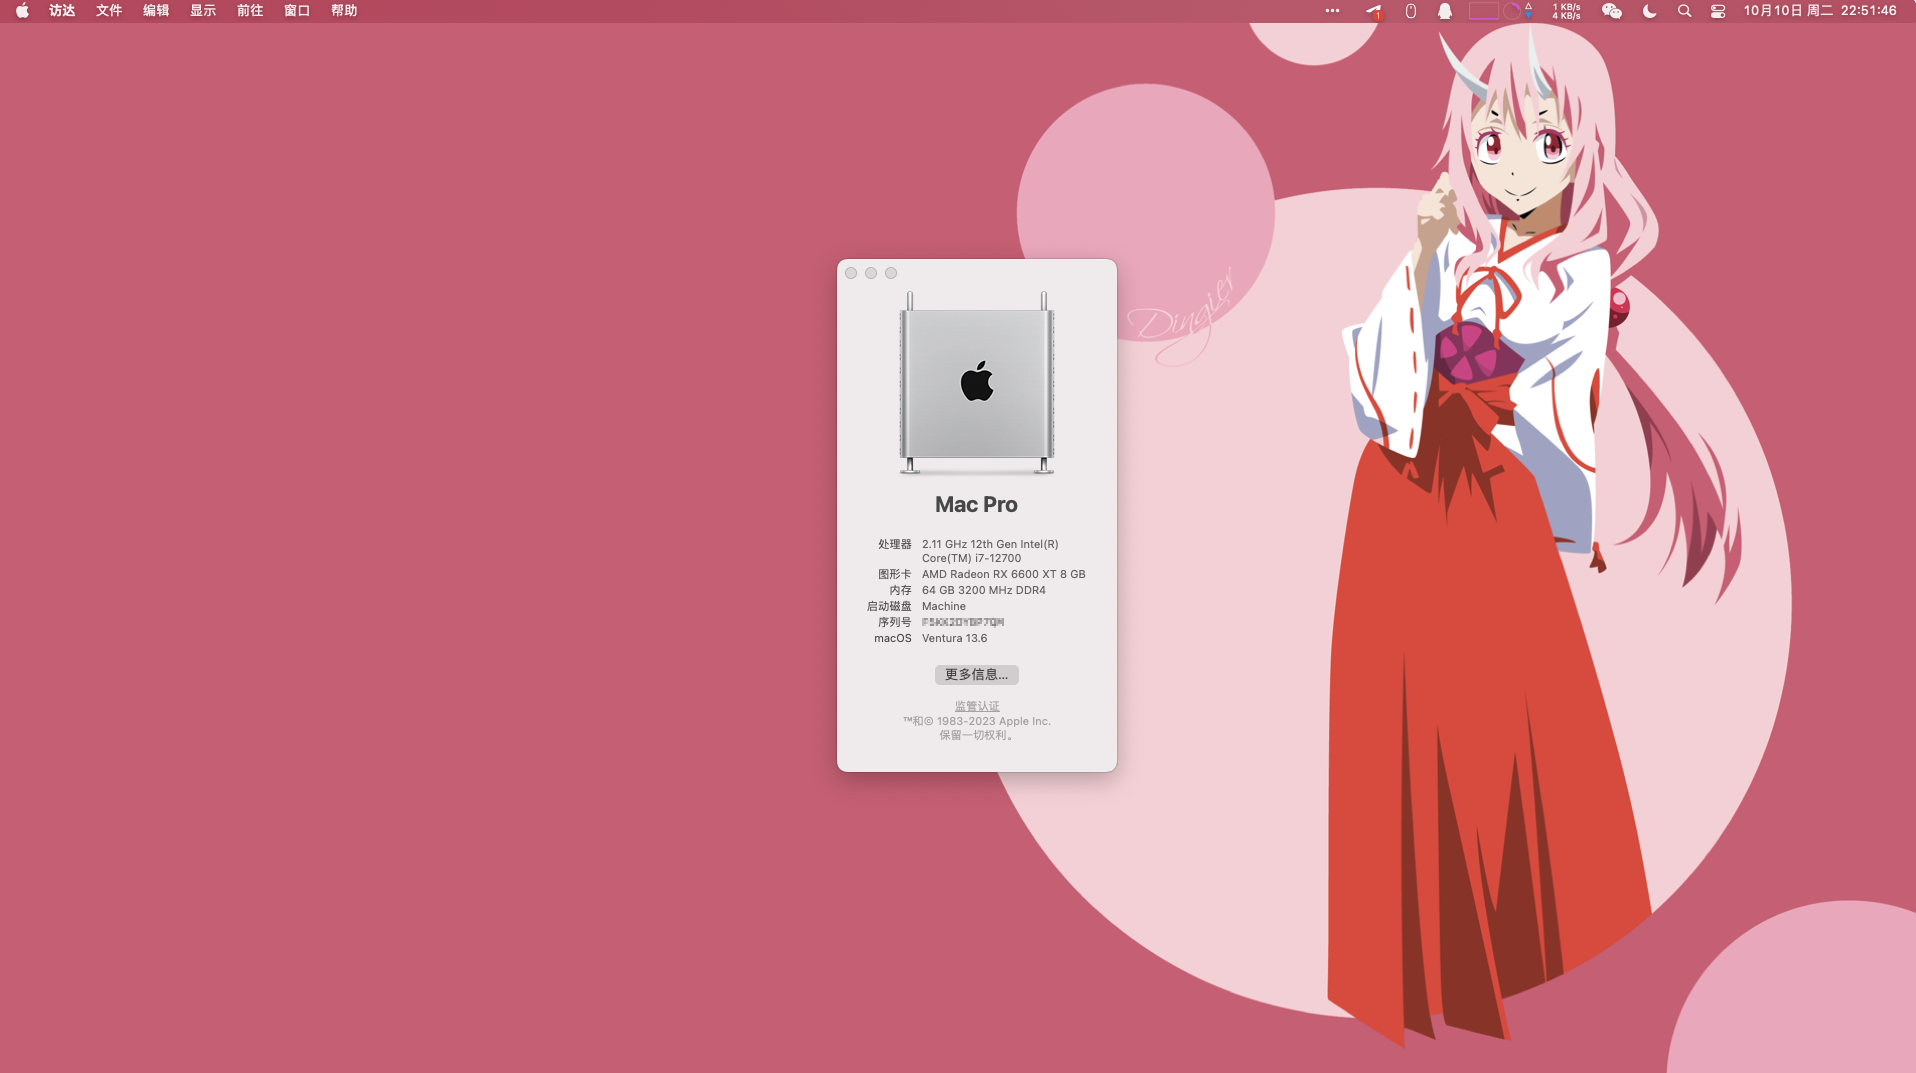 访达 文件 编辑 显示 前往 窗口 帮助
1
1 KB/s
4 KB/s
10月10日 周二 22:51:46
Dingier
Mac Pro
处理器 2.11 GHz 12th Gen Intel(R)
Core(TM) i7-12700
图形卡 AMD Radeon RX 6600 XT 8 GB
内存 64 GB 3200 MHz DDR4
启动磁盘 Machine
序列号
macOS Ventura 13.6
更多信息...
监管认证
™和© 1983-2023 Apple Inc.
保留一切权利。